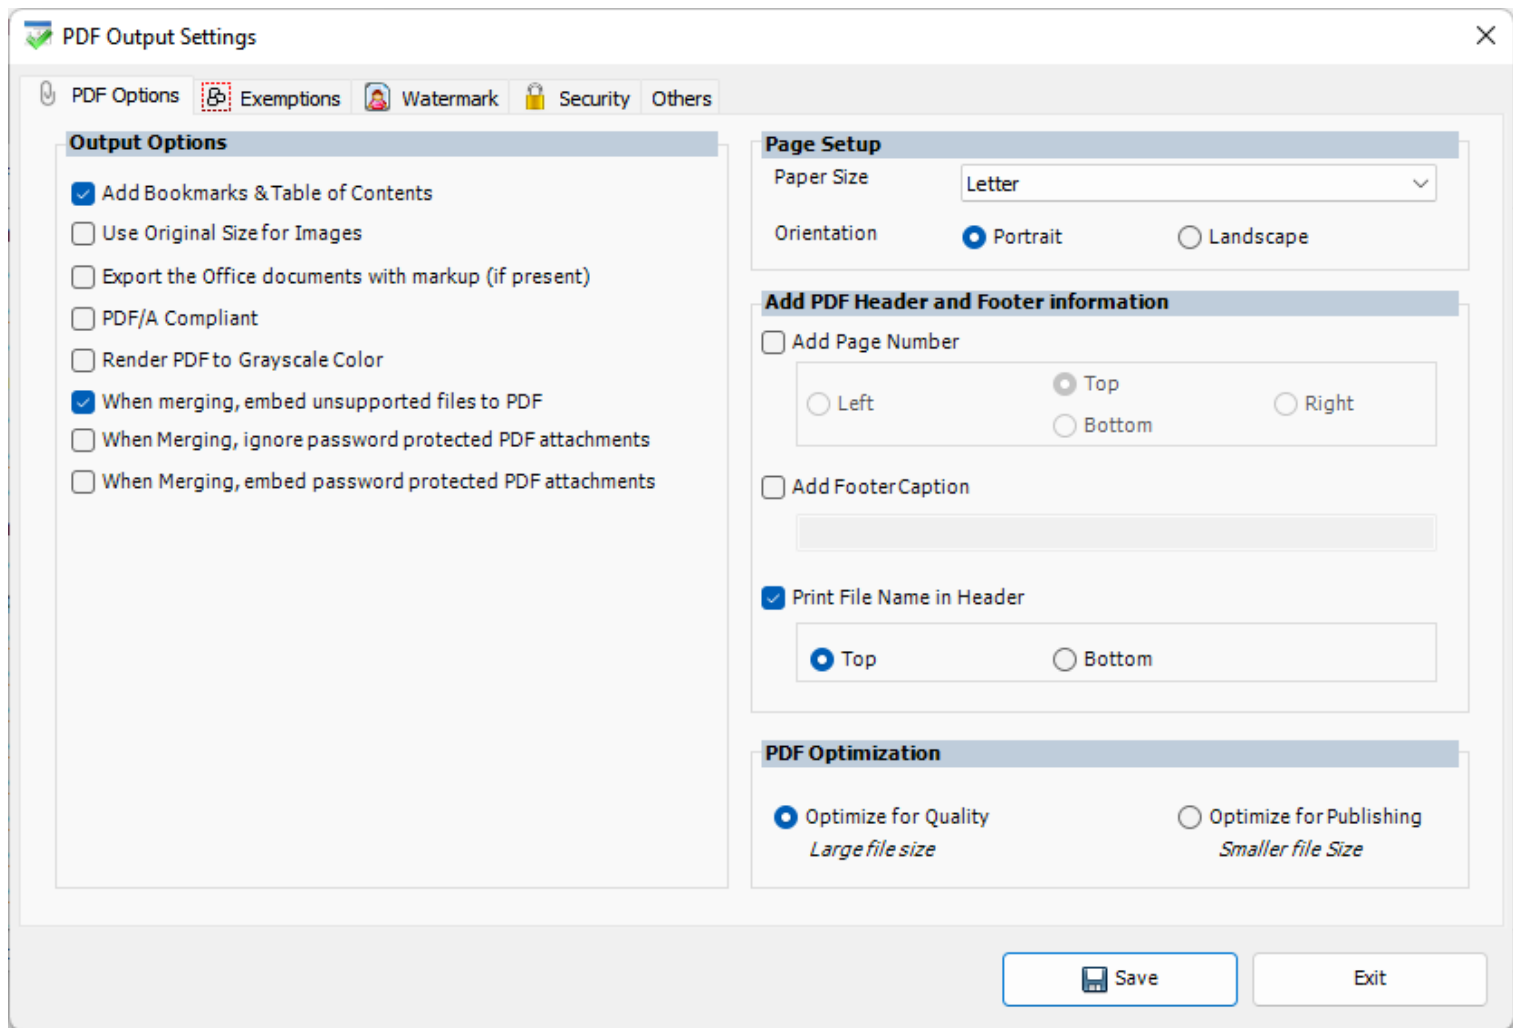 PDF Output Settings
PDF Options Exemptions Watermark Security Others
Output Options
Add Bookmarks & Table of Contents
Use Original Size for Images
Export the Office documents with markup (if present)
PDF/A Compliant
Render PDF to Grayscale Color
When merging, embed unsupported files to PDF
When Merging, ignore password protected PDF attachments
When Merging, embed password protected PDF attachments
Page Setup
Paper Size Letter
Orientation Portrait Landscape
Add PDF Header and Footer information
Add Page Number
Top
Left Right
Bottom
Add Footer Caption
Print File Name in Header
Top Bottom
PDF Optimization
Optimize for Quality Optimize for Publishing
Large file size Smaller file Size
Save Exit